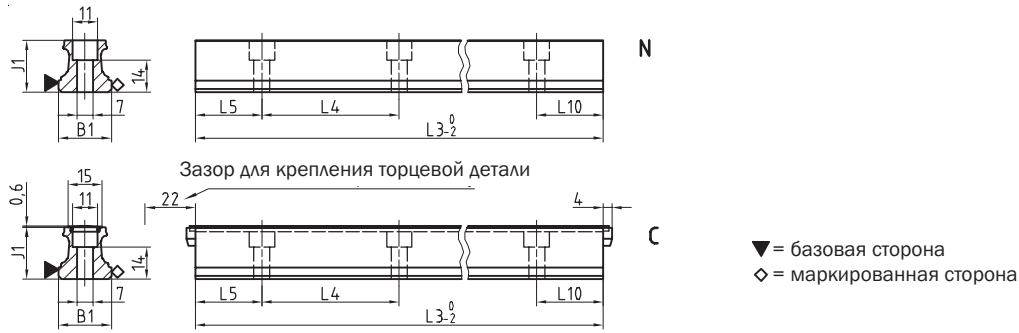 11
N
J1
14
7
B1
L5
L4
L10
L3-2 0
Зазор для крепления торцевой детали
15
11
22
4
0,6
J1
14
7
B1
C
L5
L4
L10
L3-2 0
▼ = базовая сторона
◇ = маркированная сторона